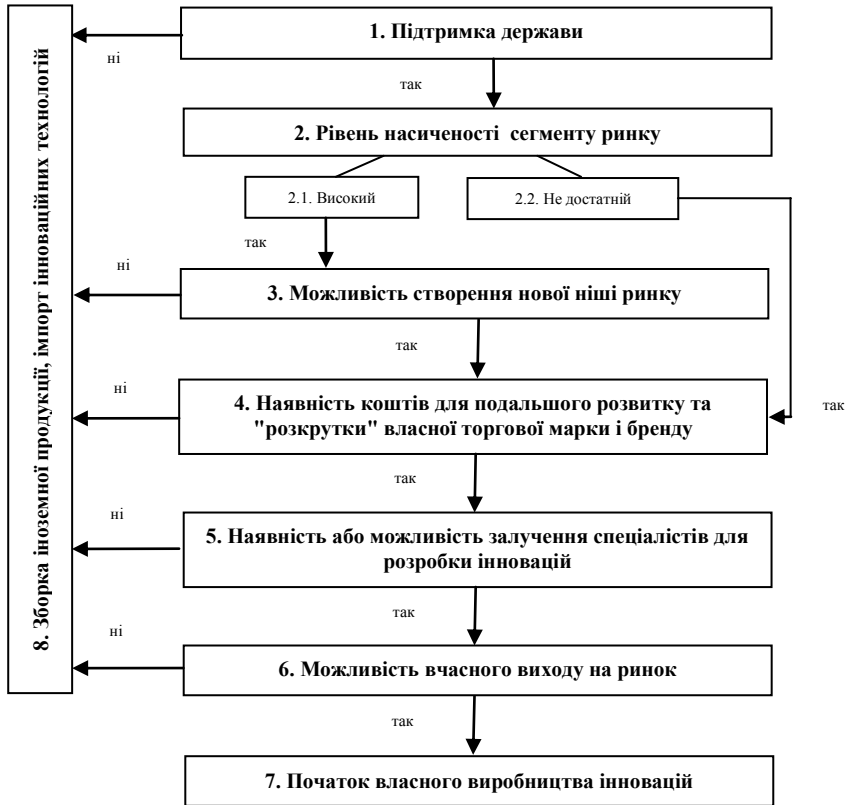 1. Підтримка держави
ні
так
2. Рівень насиченості сегменту ринку
2.1. Високий
2.2. Не достатній
так
ні
3. Можливість створення нової ніші ринку
так
ні
4. Наявність коштів для подальшого розвитку та
"розкрутки" власної торгової марки і бренду
так
так
ні
5. Наявність або можливість залучення спеціалістів для
розробки інновацій
так
ні
6. Можливість вчасного виходу на ринок
так
7. Початок власного виробництва інновацій
8. Зборка іноземної продукції, імпорт інноваційних технологій